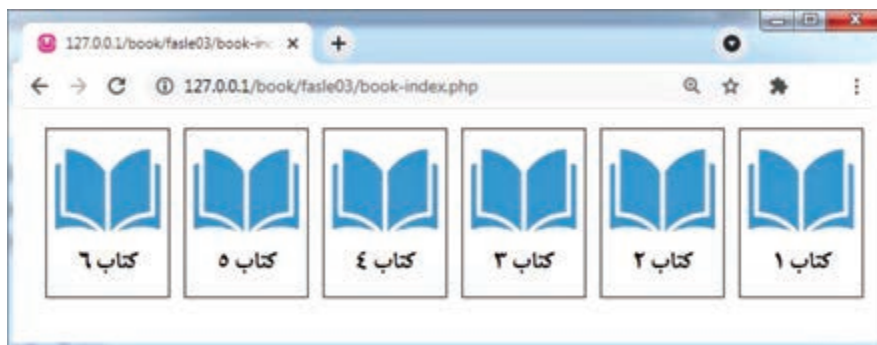 127.0.0.1/book/fasle03/book-in
127.0.0.1/book/fasle03/book-index.php
کتاب ۱
کتاب ۲
کتاب ۳
کتاب ٤
کتاب ۵
کتاب ٦